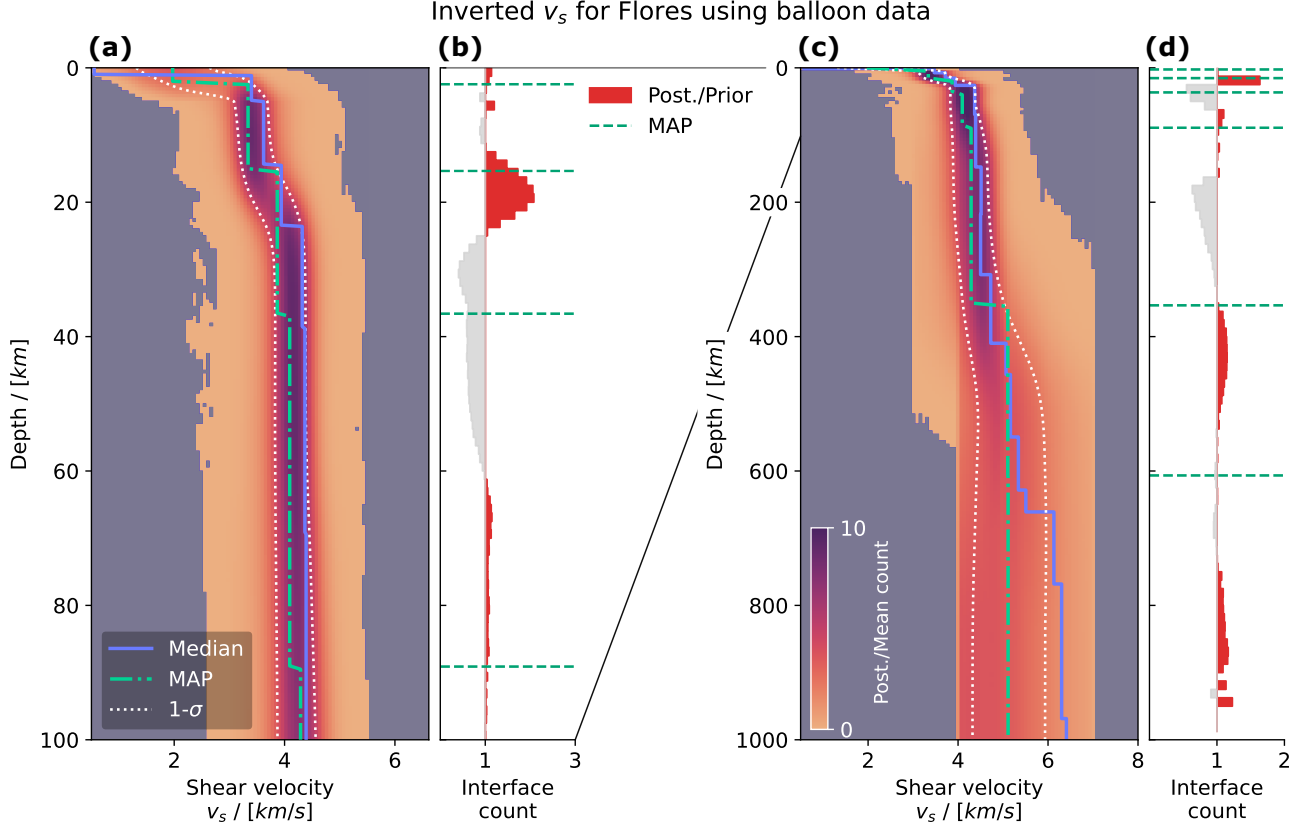 Inverted v_s for Flores using balloon data
(a)
(b)
(c)
(d)
0
20
40
60
80
100
Depth / [km]
2
4
6
Shear velocity
v_s / [km/s]
Median
MAP
1-σ
1
3
Interface
count
Post./Prior
MAP
0
200
400
600
800
1000
Depth / [km]
10
0
Post./Mean count
2
4
6
8
Shear velocity
v_s / [km/s]
1
2
Interface
count